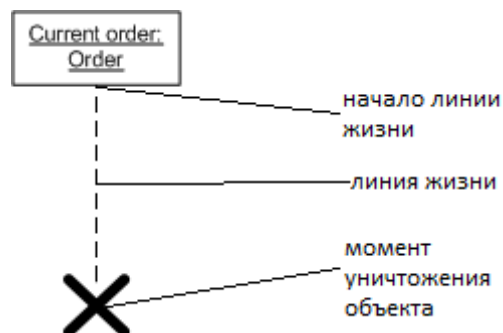 Current order:
Order
начало линии
жизни
линия жизни
момент
уничтожения
объекта